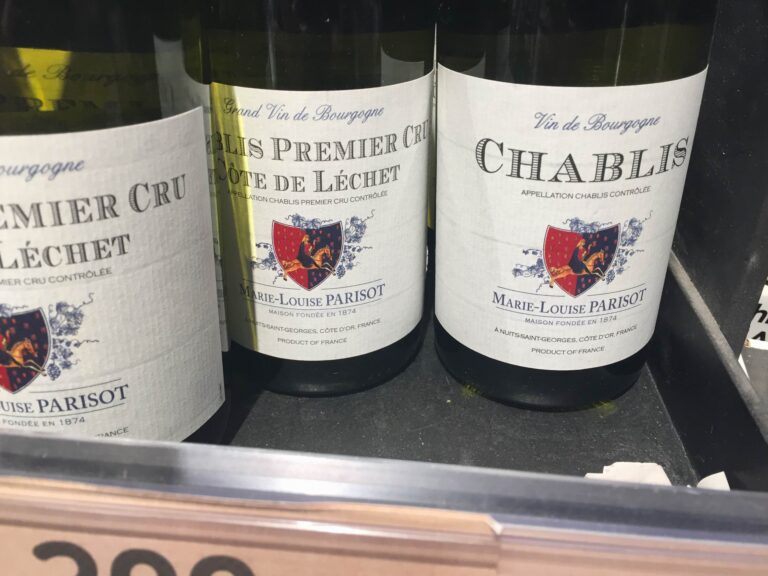 ourgogne
EMIER CRU
LÉCHET
MIER CRU CONTRÔLÉE
UISE PARISOT
FONDÉE EN 1874
FRANCE
Grand Vin de Bourgogne
BLIS PREMIER CRU
CÔTE DE LÉCHET
APPELLATION CHABLIS PREMIER CRU CONTRÔLÉE
MARIE-LOUISE PARISOT
MAISON FONDÉE EN 1874
À NUITS-SAINT-GEORGES, CÔTE D'OR, FRANCE
PRODUCT OF FRANCE
Vin de Bourgogne
CHABLIS
APPELLATION CHABLIS CONTRÔLÉE
MARIE-LOUISE PARISOT
MAISON FONDÉE EN 1874
À NUITS-SAINT-GEORGES, CÔTE D'OR, FRANCE
PRODUCT OF FRANCE